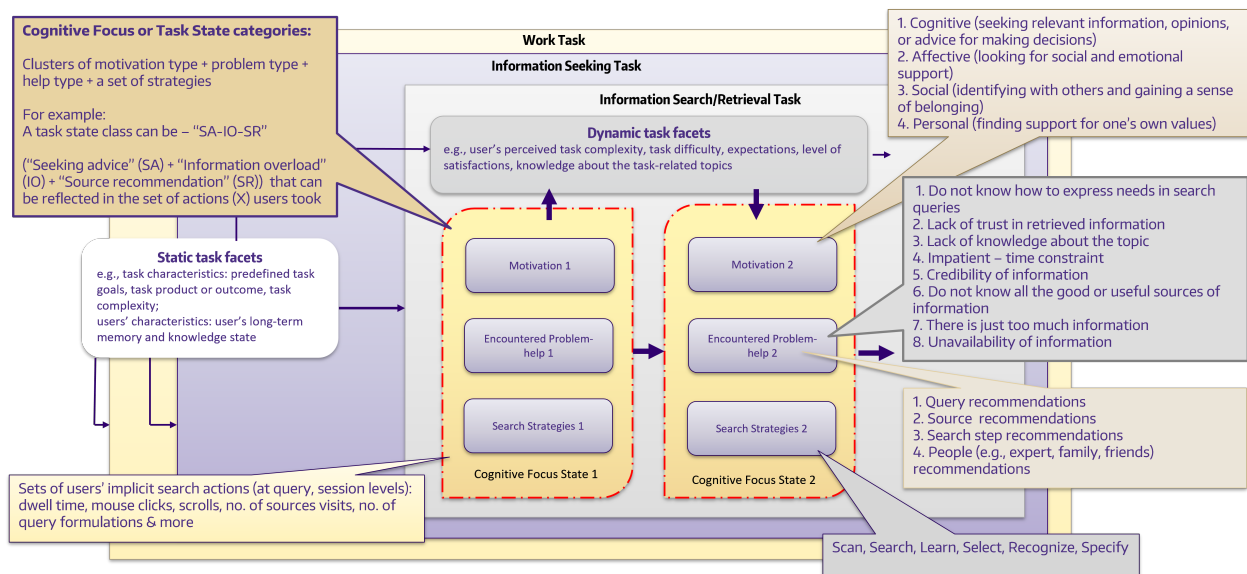 Cognitive Focus or Task State categories:
Clusters of motivation type + problem type +
help type + a set of strategies
For example:
A task state class can be – “SA-IO-SR”
(“Seeking advice” (SA) + “Information overload”
(IO) + “Source recommendation” (SR))  that can
be reflected in the set of actions (X) users took
Work Task
Information Seeking Task
Information Search/Retrieval Task
Dynamic task facets
e.g., user’s perceived task complexity, task difficulty, expectations, level of
satisfactions, knowledge about the task-related topics
1. Cognitive (seeking relevant information, opinions,
or advice for making decisions)
2. Affective (looking for social and emotional
support)
3. Social (identifying with others and gaining a sense
of belonging)
4. Personal (finding support for one’s own values)
Static task facets
e.g., task characteristics: predefined task
goals, task product or outcome, task
complexity;
users’ characteristics: user’s long-term
memory and knowledge state
Motivation 1
Encountered Problem-
help 1
Search Strategies 1
Cognitive Focus State 1
Motivation 2
Encountered Problem-
help 2
Search Strategies 2
Cognitive Focus State 2
1. Do not know how to express needs in search
queries
2. Lack of trust in retrieved information
3. Lack of knowledge about the topic
4. Impatient – time constraint
5. Credibility of information
6. Do not know all the good or useful sources of
information
7. There is just too much information
8. Unavailability of information
1. Query recommendations
2. Source  recommendations
3. Search step recommendations
4. People (e.g., expert, family, friends)
recommendations
Sets of users’ implicit search actions (at query, session levels):
dwell time, mouse clicks, scrolls, no. of sources visits, no. of
query formulations & more
Scan, Search, Learn, Select, Recognize, Specify